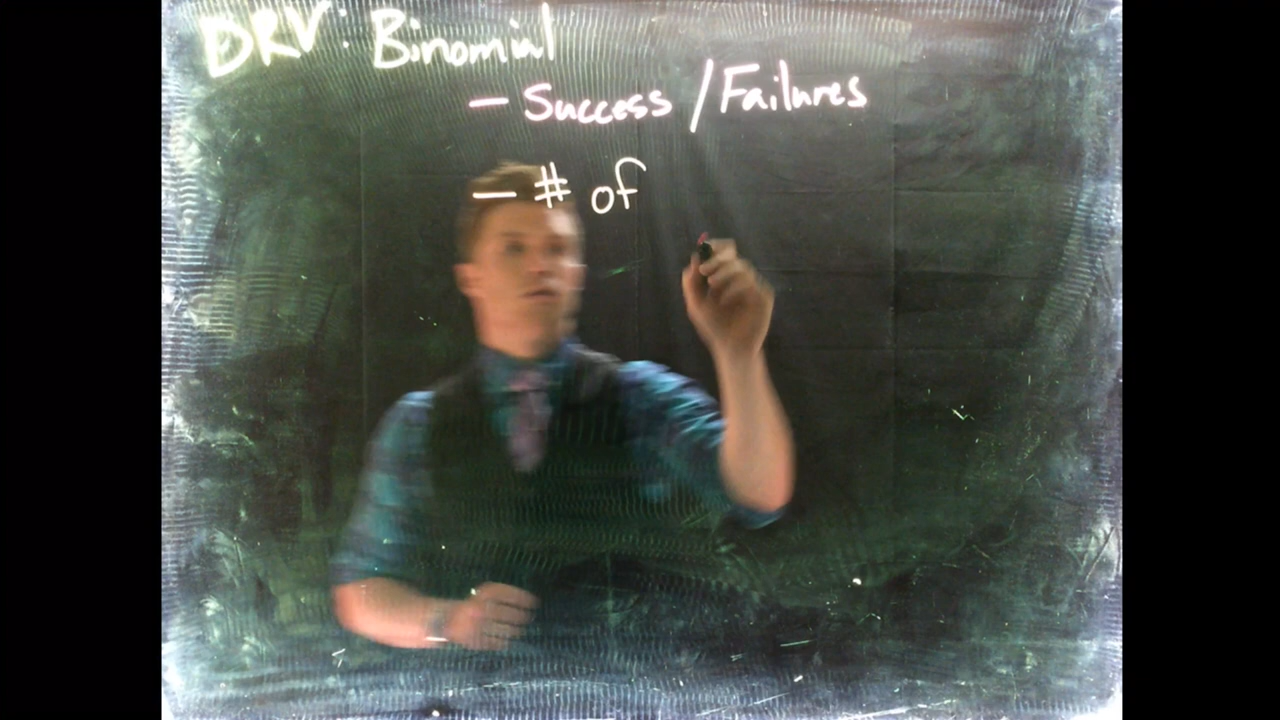 DRV: Binomial
- Success / Failures
- # of